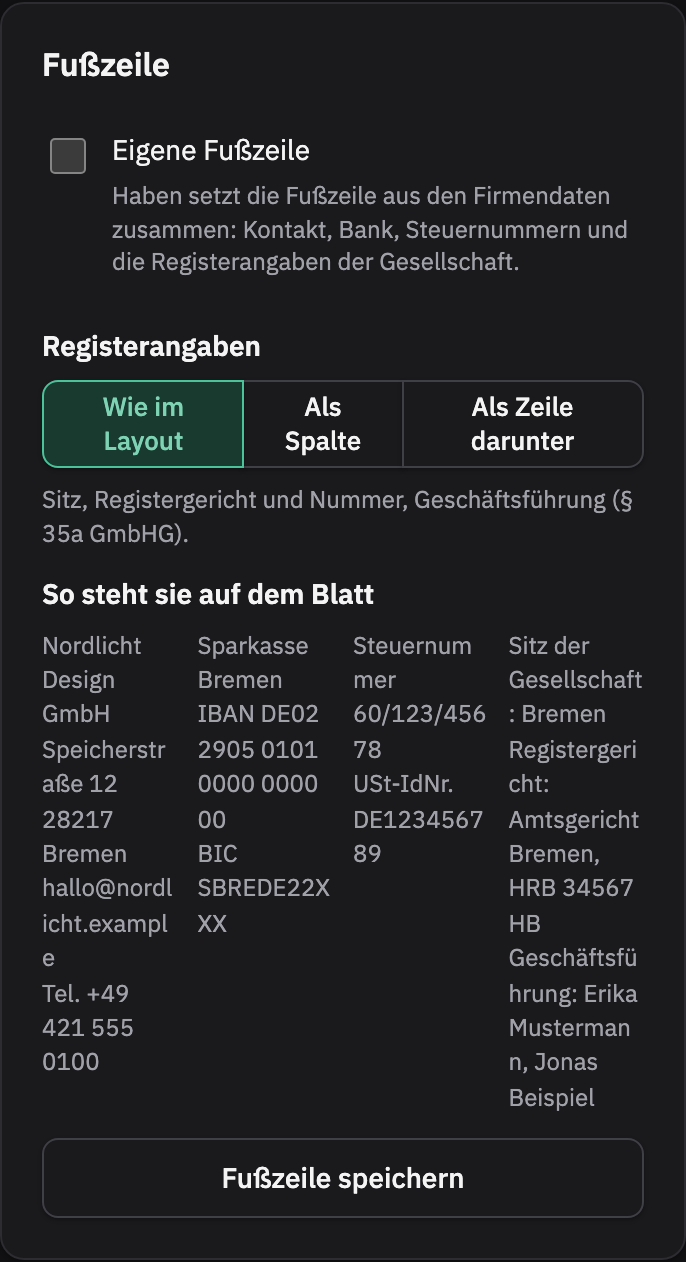 Fußzeile
Eigene Fußzeile
Haben setzt die Fußzeile aus den Firmendaten
zusammen: Kontakt, Bank, Steuernummern und
die Registerangaben der Gesellschaft.
Registerangaben
Wie im
Layout
Als
Spalte
Als Zeile
darunter
Sitz, Registergericht und Nummer, Geschäftsführung (§
35a GmbHG).
So steht sie auf dem Blatt
Nordlicht
Design
GmbH
Speicherstr
aße 12
28217
Bremen
hallo@nordl
icht.exampl
e
Tel. +49
421 555
0100
Sparkasse
Bremen
IBAN DE02
2905 0101
0000 0000
00
BIC
SBREDE22X
XX
Steuernum
mer
60/123/456
78
USt-IdNr.
DE1234567
89
Sitz der
Gesellschaft
: Bremen
Registergeri
cht:
Amtsgericht
Bremen,
HRB 34567
HB
Geschäftsfü
hrung: Erika
Musterman
n, Jonas
Beispiel
Fußzeile speichern